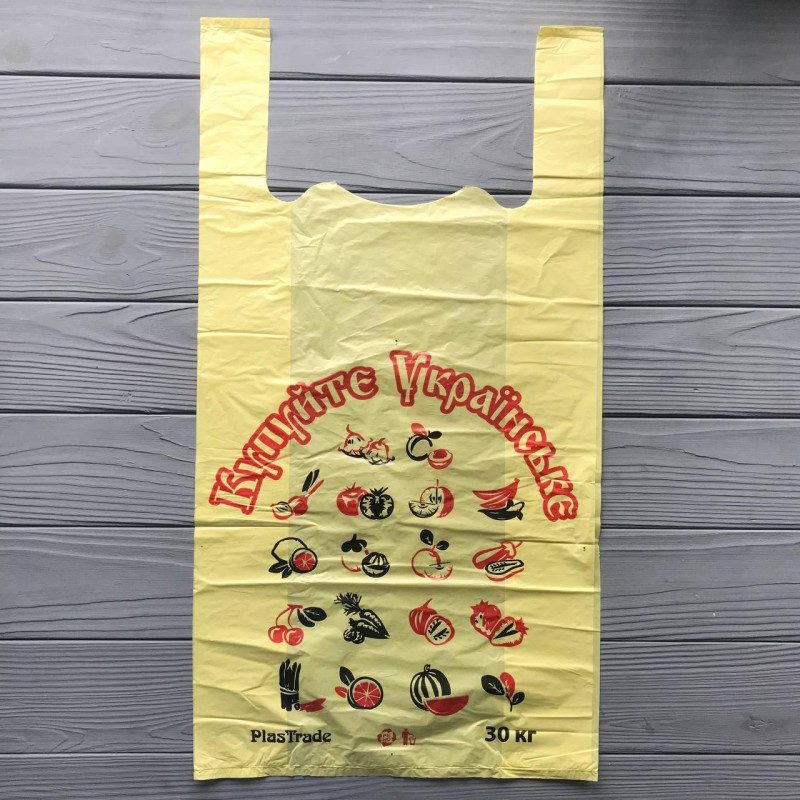 Купуйте Українське
PlasTrade
30 кг